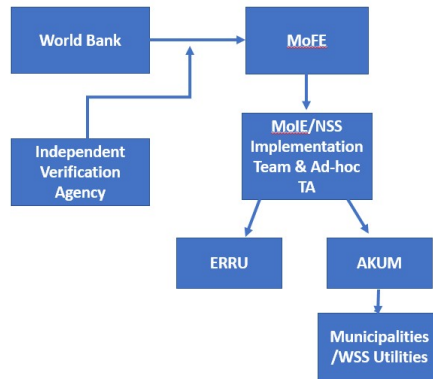 World Bank
MoFE
Independent
Verification
Agency
MoIE/NSS
Implementation
Team & Ad-hoc
TA
ERRU
AKUM
Municipalities
/WSS Utilities